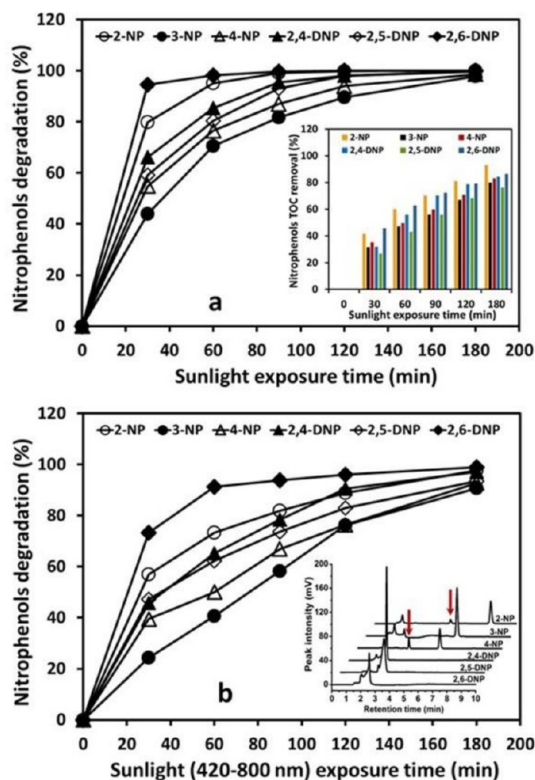 2-NP 3-NP 4-NP 2,4-DNP 2,5-DNP 2,6-DNP
120
100
80
60
40
20
0
Nitrophenols degradation (%)
a
0 20 40 60 80 100 120 140 160 180 200
Sunlight exposure time (min)
2-NP 3-NP 4-NP
2,4-DNP 2,5-DNP 2,6-DNP
120
100
80
60
40
20
0
Nitrophenols TOC removal (%)
0 30 60 90 120 180
Sunlight exposure time (min)
2-NP 3-NP 4-NP 2,4-DNP 2,5-DNP 2,6-DNP
120
100
80
60
40
20
0
Nitrophenols degradation (%)
b
0 20 40 60 80 100 120 140 160 180 200
Sunlight (420-800 nm) exposure time (min)
200
160
120
80
40
0
Peak intensity (mV)
2-NP
3-NP
4-NP
2,4-DNP
2,5-DNP
2,6-DNP
0 1 2 3 4 5 6 7 8 9 10
Retention time (min)